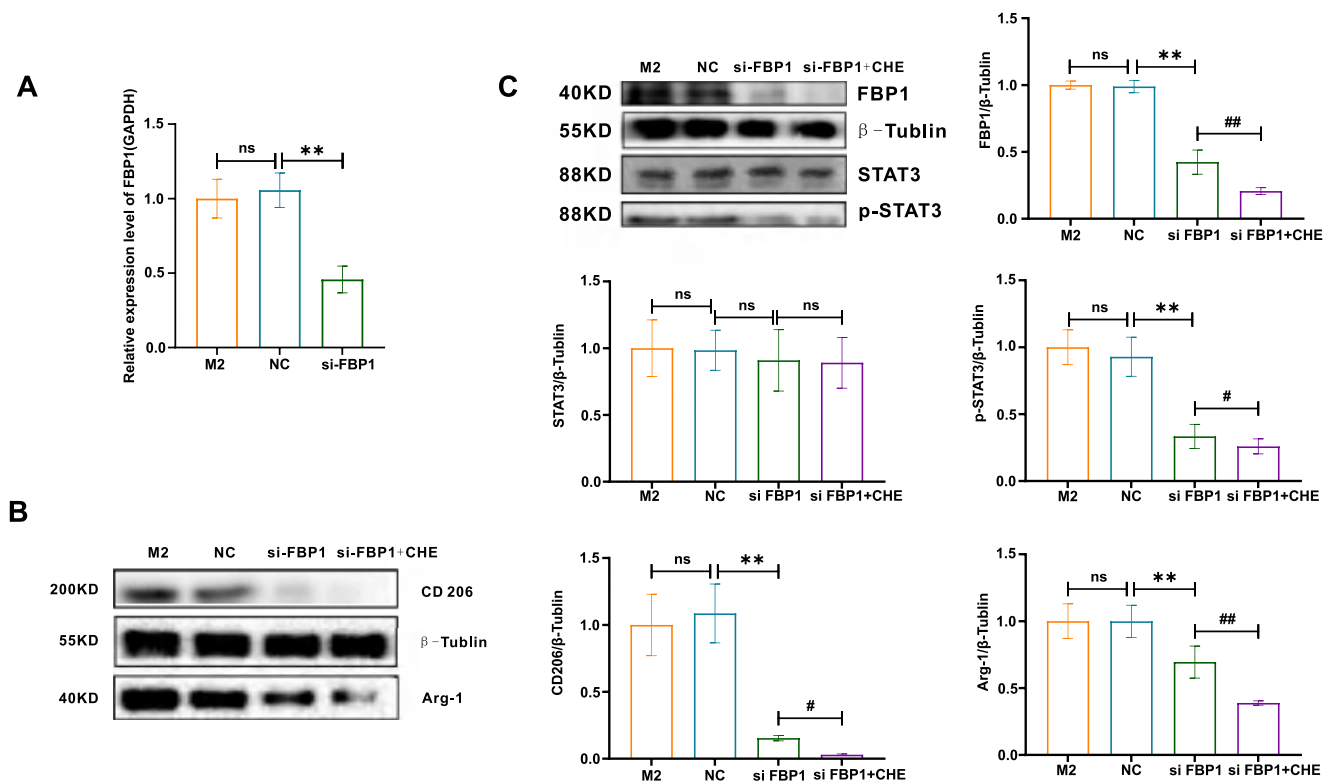 A
Relative expression level of FBP1(GAPDH)
1.5
1.0
0.5
0.0
ns
**
M2 NC si-FBP1
C
M2 NC si-FBP1 si-FBP1+CHE
40KD FBP1
55KD β-Tublin
88KD STAT3
88KD p-STAT3
FBP1/β-Tublin
1.5
1.0
0.5
0.0
ns
**
##
M2 NC si FBP1 si FBP1+CHE
STAT3/β-Tublin
1.5
1.0
0.5
0.0
ns
ns
ns
M2 NC si FBP1 si FBP1+CHE
p-STAT3/β-Tublin
1.5
1.0
0.5
0.0
ns
**
#
M2 NC si FBP1 si FBP1+CHE
B
M2 NC si-FBP1 si-FBP1+CHE
200KD CD 206
55KD β-Tublin
40KD Arg-1
CD206/β-Tublin
1.5
1.0
0.5
0.0
ns
**
#
M2 NC si FBP1 si FBP1+CHE
Arg-1/β-Tublin
1.5
1.0
0.5
0.0
ns
**
##
M2 NC si FBP1 si FBP1+CHE